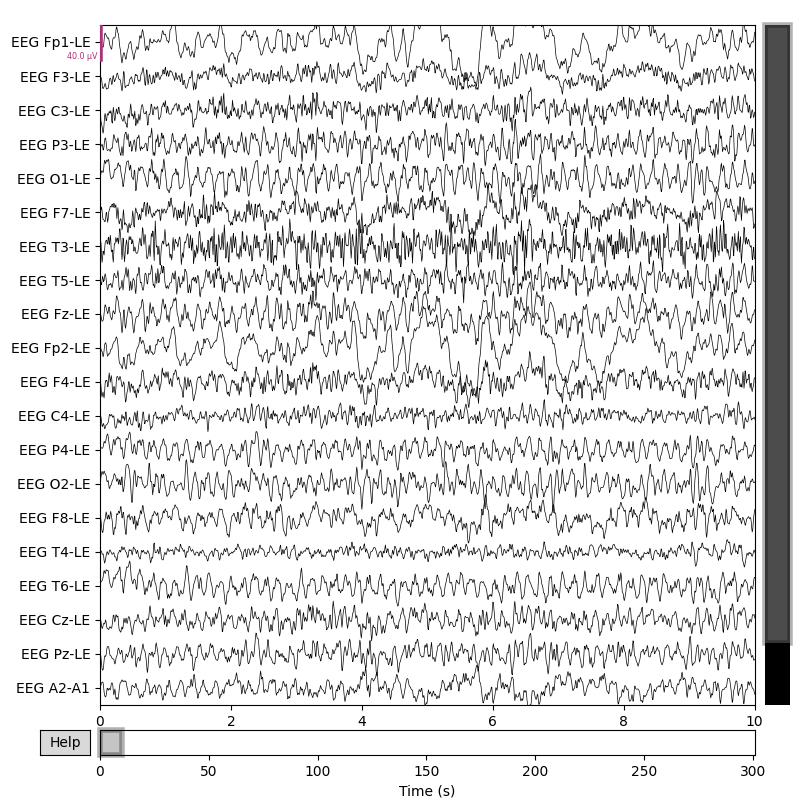 EEG Fp1-LE
40.0 µV
EEG F3-LE
EEG C3-LE
EEG P3-LE
EEG O1-LE
EEG F7-LE
EEG T3-LE
EEG T5-LE
EEG Fz-LE
EEG Fp2-LE
EEG F4-LE
EEG C4-LE
EEG P4-LE
EEG O2-LE
EEG F8-LE
EEG T4-LE
EEG T6-LE
EEG Cz-LE
EEG Pz-LE
EEG A2-A1
0 2 4 6 8 10
Help
0 50 100 150 200 250 300
Time (s)